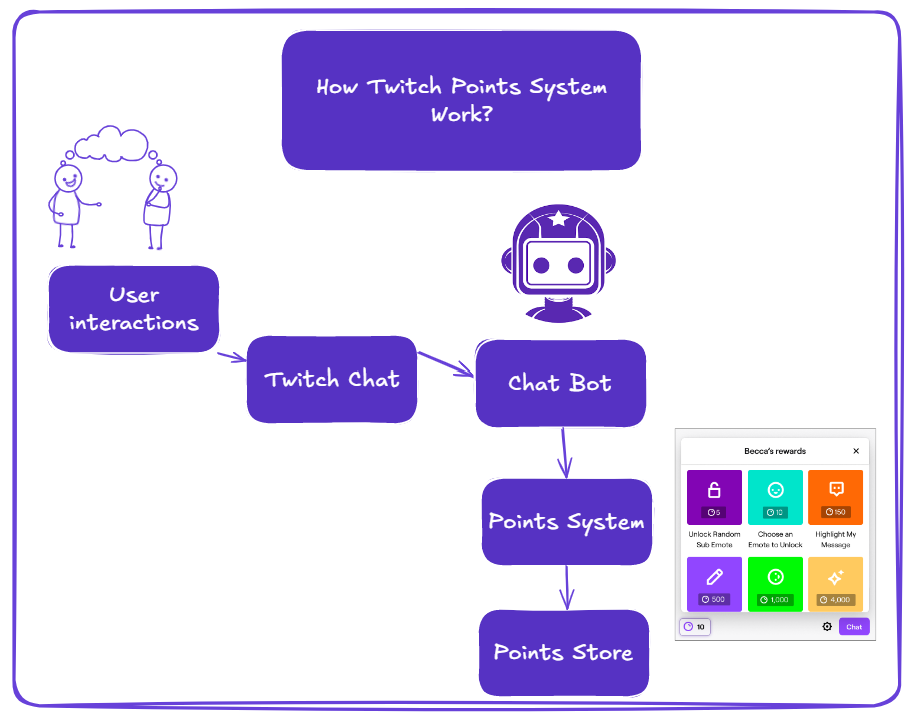 How Twitch Points System
Work?
User
interactions
Twitch Chat
Chat Bot
Points System
Points Store
Becca's rewards
5
10
150
Unlock Random
Sub Emote
Choose an
Emote to Unlock
Highlight My
Message
500
1,000
4,000
10
Chat